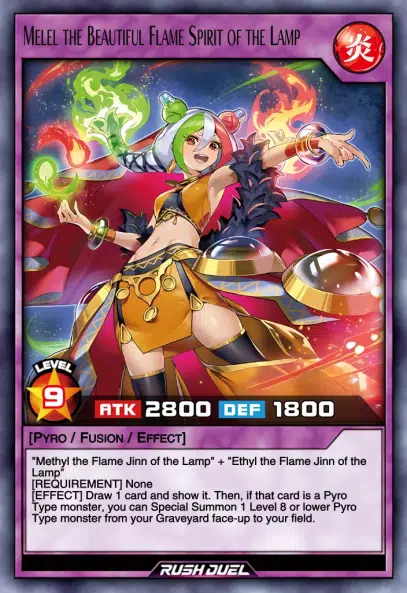 Melel the Beautiful Flame Spirit of the Lamp
炎
LEVEL
9
ATK 2800 DEF 1800
[Pyro / Fusion / Effect]
"Methyl the Flame Jinn of the Lamp" + "Ethyl the Flame Jinn of the
Lamp"
[REQUIREMENT] None
[EFFECT] Draw 1 card and show it. Then, if that card is a Pyro
Type monster, you can Special Summon 1 Level 8 or lower Pyro
Type monster from your Graveyard face-up to your field.
RUSH DUEL